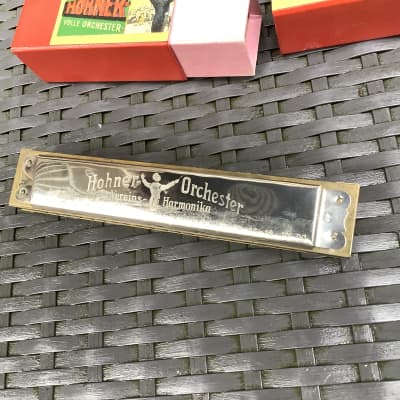 HOHNER
VOLLE ORCHESTER
Hohner Orchester
Vereins- Harmonika